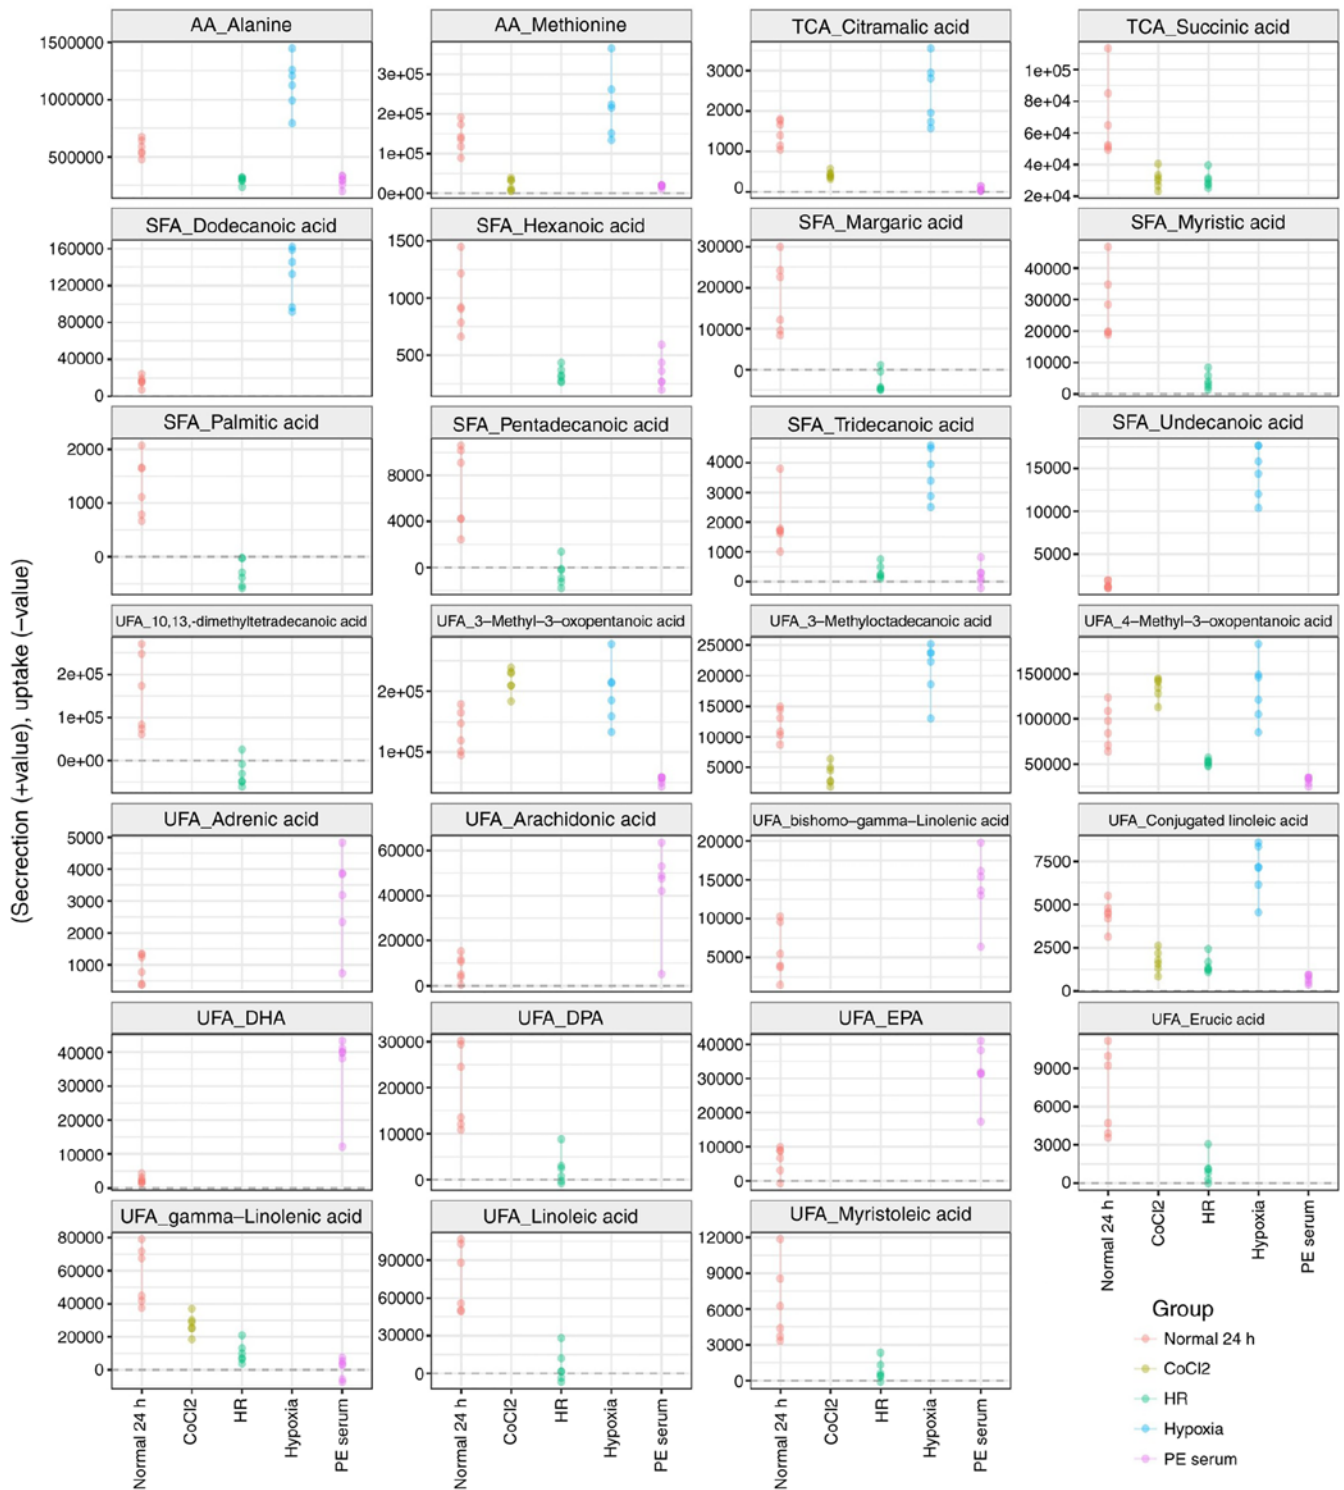 (Secrection (+value), uptake (−value)
AA_Alanine
1500000
1000000
500000
AA_Methionine
3e+05
2e+05
1e+05
0e+00
TCA_Citramalic acid
3000
2000
1000
0
TCA_Succinic acid
1e+05
8e+04
6e+04
4e+04
2e+04
SFA_Dodecanoic acid
160000
120000
80000
40000
0
SFA_Hexanoic acid
1500
1000
500
SFA_Margaric acid
30000
20000
10000
0
SFA_Myristic acid
40000
30000
20000
10000
0
SFA_Palmitic acid
2000
1000
0
SFA_Pentadecanoic acid
8000
4000
0
SFA_Tridecanoic acid
4000
3000
2000
1000
0
SFA_Undecanoic acid
15000
10000
5000
UFA_10,13,-dimethyltetradecanoic acid
2e+05
1e+05
0e+00
UFA_3−Methyl−3−oxopentanoic acid
2e+05
1e+05
UFA_3−Methyloctadecanoic acid
25000
20000
15000
10000
5000
UFA_4−Methyl−3−oxopentanoic acid
150000
100000
50000
UFA_Adrenic acid
5000
4000
3000
2000
1000
UFA_Arachidonic acid
60000
40000
20000
0
UFA_bishomo−gamma−Linolenic acid
20000
15000
10000
5000
UFA_Conjugated linoleic acid
7500
5000
2500
0
UFA_DHA
40000
30000
20000
10000
0
UFA_DPA
30000
20000
10000
0
UFA_EPA
40000
30000
20000
10000
0
UFA_Erucic acid
9000
6000
3000
0
Normal 24 h
CoCl2
HR
Hypoxia
PE serum
UFA_gamma−Linolenic acid
80000
60000
40000
20000
0
Normal 24 h
CoCl2
HR
Hypoxia
PE serum
UFA_Linoleic acid
90000
60000
30000
0
Normal 24 h
CoCl2
HR
Hypoxia
PE serum
UFA_Myristoleic acid
12000
9000
6000
3000
0
Normal 24 h
CoCl2
HR
Hypoxia
PE serum
Group
Normal 24 h
CoCl2
HR
Hypoxia
PE serum